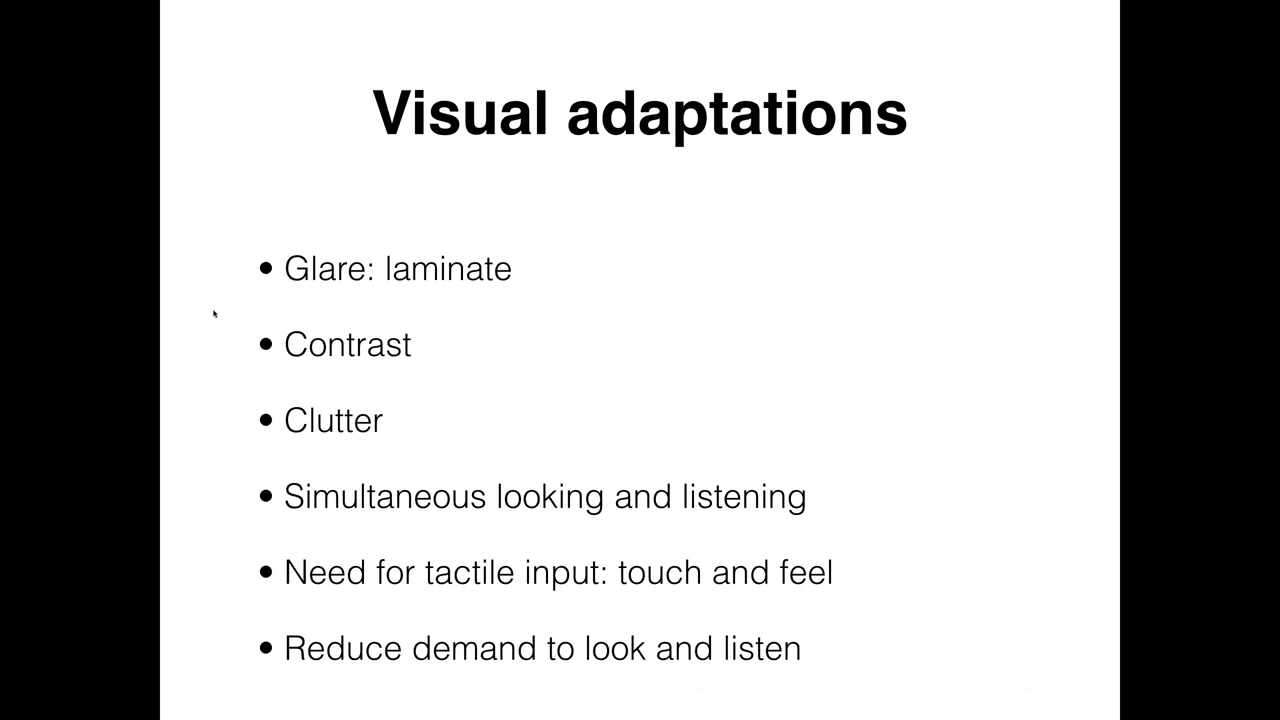 Visual adaptations
• Glare: laminate
• Contrast
• Clutter
• Simultaneous looking and listening
• Need for tactile input: touch and feel
• Reduce demand to look and listen